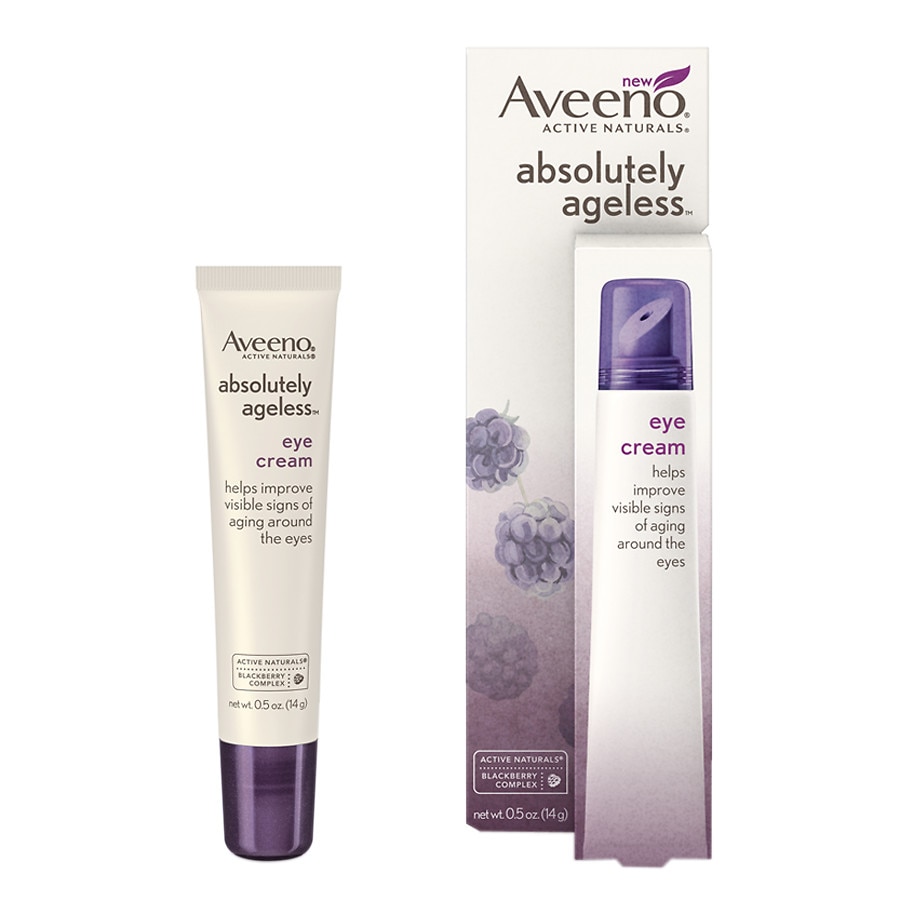 Aveeno®
ACTIVE NATURALS®
absolutely
ageless™
eye
cream
helps improve
visible signs of
aging around
the eyes
ACTIVE NATURALS®
BLACKBERRY
COMPLEX
net wt. 0.5 oz. (14 g)
new
Aveeno®
ACTIVE NATURALS®
absolutely
ageless™
eye
cream
helps
improve
visible signs
of aging
around the
eyes
ACTIVE NATURALS®
BLACKBERRY
COMPLEX
net wt. 0.5 oz. (14 g)